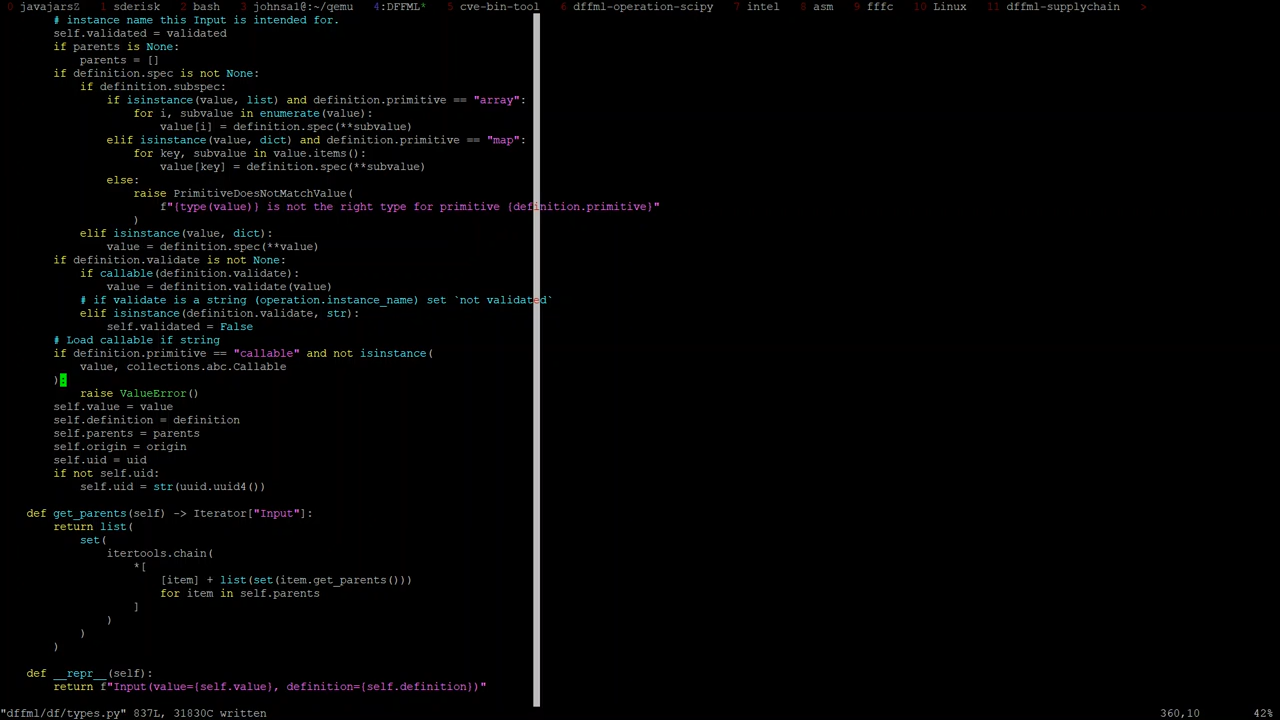 0 javajarsZ 1 sderisk 2 bash 3 johnsal@:~/qemu 4:DFFML* 5 cve-bin-tool 6 dffml-operation-scipy 7 intel 8 asm 9 fffc 10 Linux 11 dffml-supplychain >
# instance name this Input is intended for.
self.validated = validated
if parents is None:
parents = []
if definition.spec is not None:
if definition.subspec:
if isinstance(value, list) and definition.primitive == "array":
for i, subvalue in enumerate(value):
value[i] = definition.spec(**subvalue)
elif isinstance(value, dict) and definition.primitive == "map":
for key, subvalue in value.items():
value[key] = definition.spec(**subvalue)
else:
raise PrimitiveDoesNotMatchValue(
f"{type(value)} is not the right type for primitive {definition.primitive}"
)
elif isinstance(value, dict):
value = definition.spec(**value)
if definition.validate is not None:
if callable(definition.validate):
value = definition.validate(value)
# if validate is a string (operation.instance_name) set `not validated`
elif isinstance(definition.validate, str):
self.validated = False
# Load callable if string
if definition.primitive == "callable" and not isinstance(
value, collections.abc.Callable
):
raise ValueError()
self.value = value
self.definition = definition
self.parents = parents
self.origin = origin
self.uid = uid
if not self.uid:
self.uid = str(uuid.uuid4())
def get_parents(self) -> Iterator["Input"]:
return list(
set(
itertools.chain(
*[
[item] + list(set(item.get_parents()))
for item in self.parents
]
)
)
)
def __repr__(self):
return f"Input(value={self.value}, definition={self.definition})"
"dffml/df/types.py" 837L, 31830C written 360,10 42%